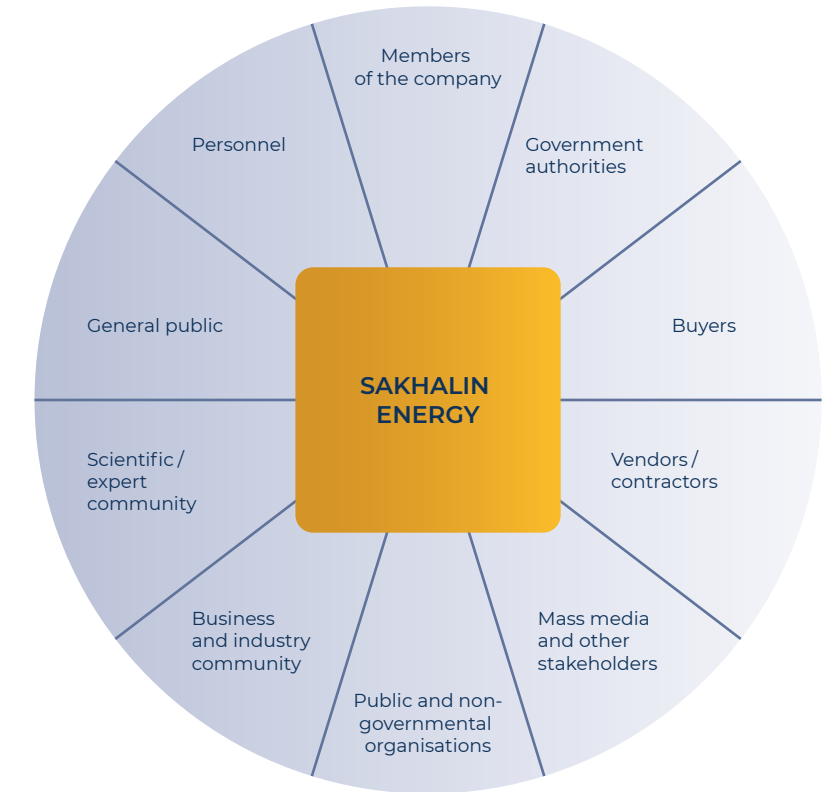 Members
of the company
Government
authorities
Buyers
Vendors /
contractors
Mass media
and other
stakeholders
Public and non-
governmental
organisations
Business
and industry
community
Scientific /
expert
community
General public
Personnel
SAKHALIN
ENERGY